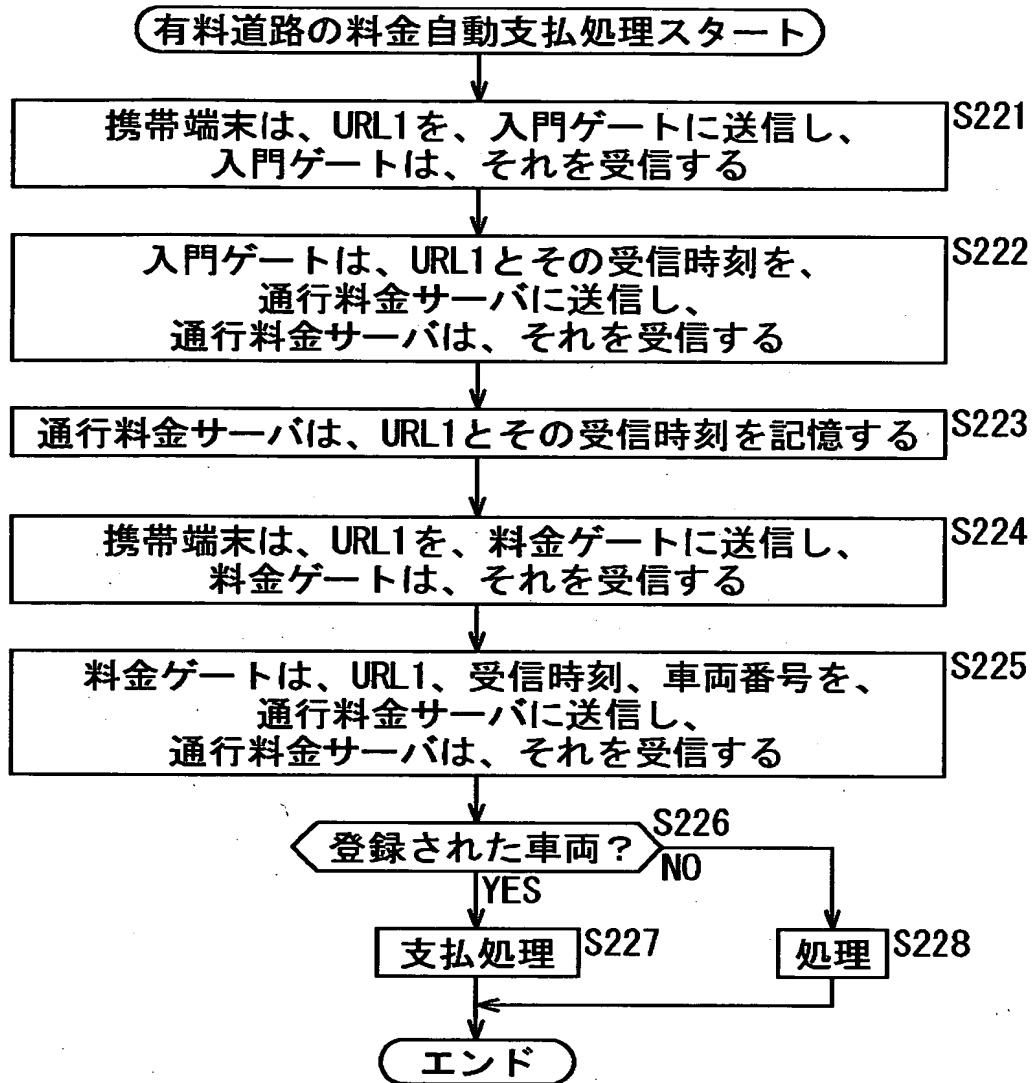 有料道路の料金自動支払処理スタート
携帯端末は、URL1を、入門ゲートに送信し、
入門ゲートは、それを受信する
S221
入門ゲートは、URL1とその受信時刻を、
通行料金サーバに送信し、
通行料金サーバは、それを受信する
S222
通行料金サーバは、URL1とその受信時刻を記憶する
S223
携帯端末は、URL1を、料金ゲートに送信し、
料金ゲートは、それを受信する
S224
料金ゲートは、URL1、受信時刻、車両番号を、
通行料金サーバに送信し、
通行料金サーバは、それを受信する
S225
登録された車両？
S226
NO
YES
支払処理
S227
処理
S228
エンド